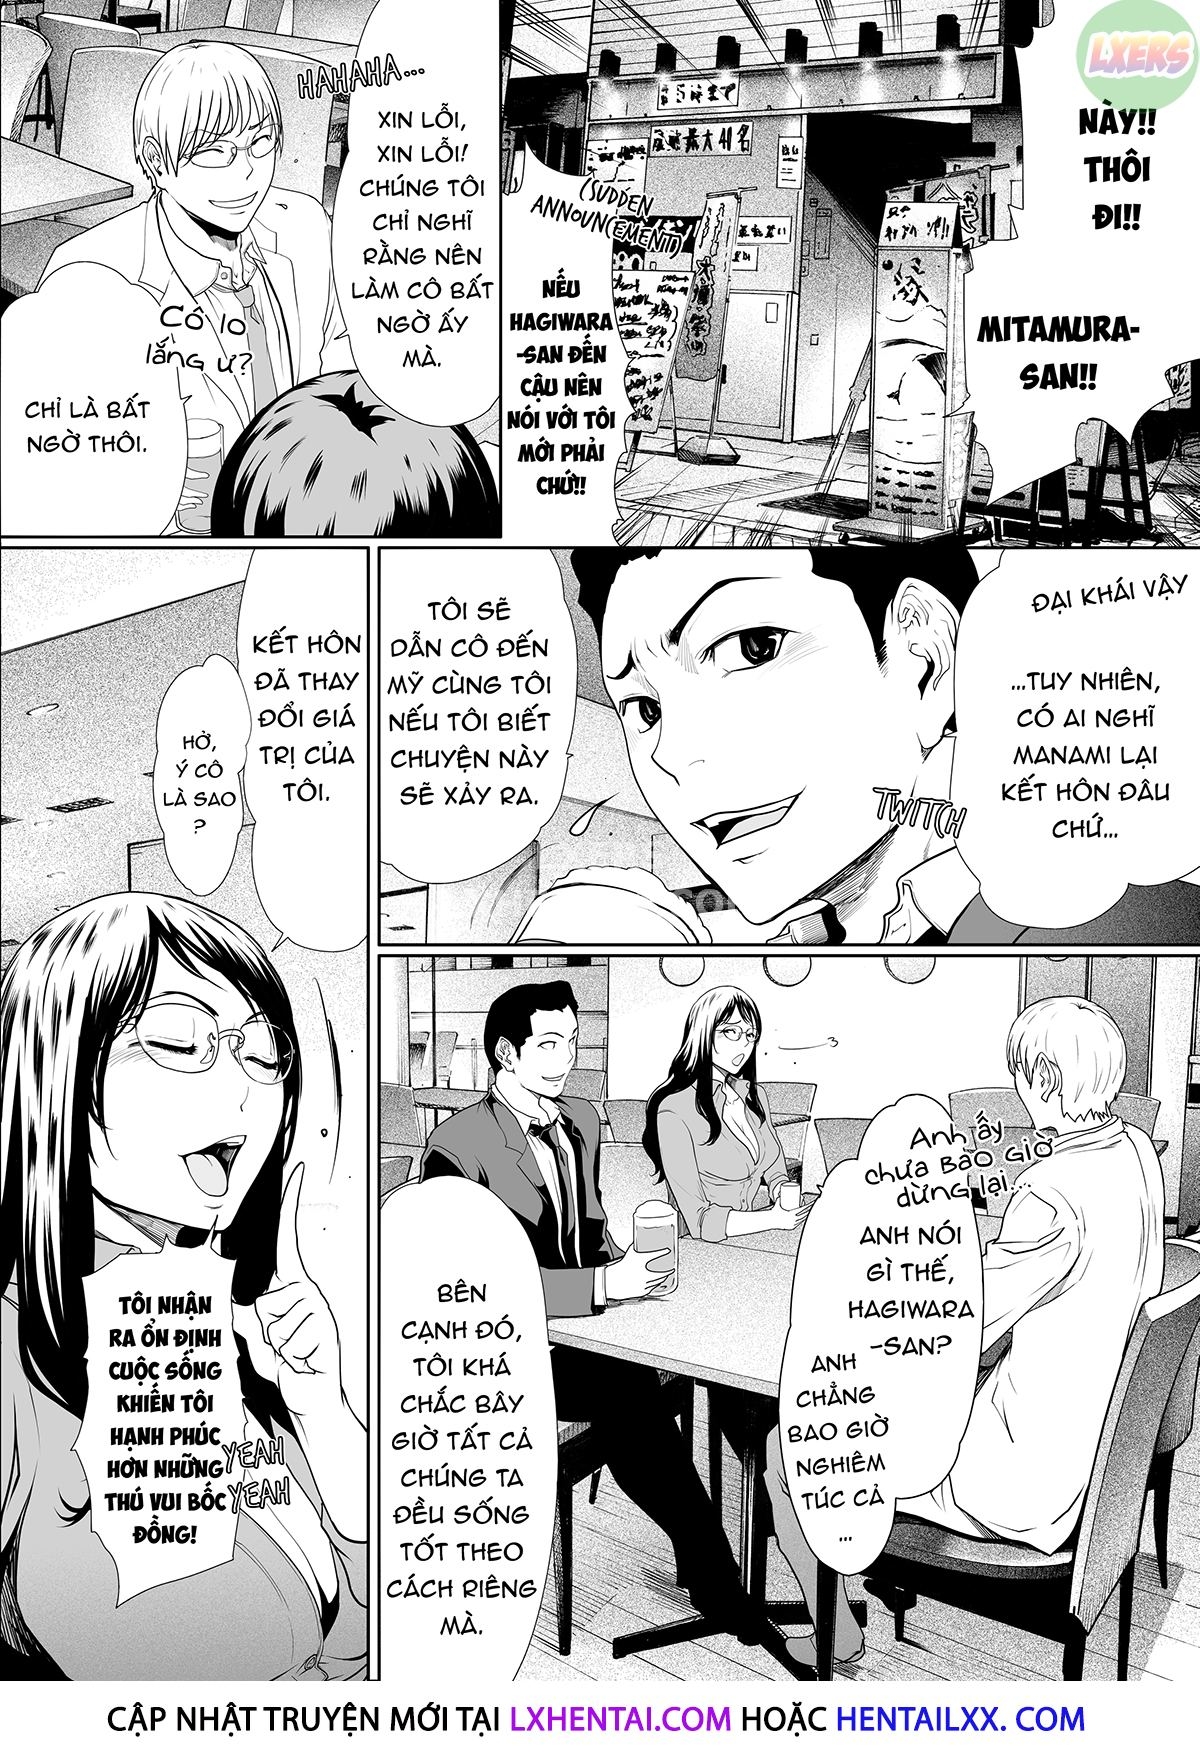 LXERS
NÀY!!
THÔI
ĐI!!
MITAMURA-
SAN!!
(SUDDEN
ANNOUNCEMENT)
NẾU
HAGIWARA
-SAN ĐẾN
CẬU NÊN
NÓI VỚI TÔI
MỚI PHẢI
CHỨ!!
HAHAHA...
XIN LỖI,
XIN LỖI!
CHÚNG TÔI
CHỈ NGHĨ
RẰNG NÊN
LÀM CÔ BẤT
NGỜ ẤY
MÀ.
Cô lo
lắng ư?
CHỈ LÀ BẤT
NGỜ THÔI.
ĐẠI KHÁI VẬY
...TUY NHIÊN,
CÓ AI NGHĨ
MANAMI LẠI
KẾT HÔN ĐÂU
CHỨ...
TWITCH
TÔI SẼ
DẪN CÔ ĐẾN
MỸ CÙNG TÔI
NẾU TÔI BIẾT
CHUYỆN NÀY
SẼ XẢY RA.
KẾT HÔN
ĐÃ THAY
ĐỔI GIÁ
TRỊ CỦA
TÔI.
HỞ,
Ý CÔ
LÀ SAO
?
TÔI NHẬN
RA ỔN ĐỊNH
CUỘC SỐNG
KHIẾN TÔI
HẠNH PHÚC
HƠN NHỮNG
THÚ VUI BỐC
ĐỒNG!
YEAH
YEAH
Anh ấy
chưa bao giờ
dừng lại...
ANH NÓI
GÌ THẾ,
HAGIWARA
-SAN?
ANH
CHẲNG
BAO GIỜ
NGHIÊM
TÚC CẢ
...
BÊN
CẠNH ĐÓ,
TÔI KHÁ
CHẮC BÂY
GIỜ TẤT CẢ
CHÚNG TA
ĐỀU SỐNG
TỐT THEO
CÁCH RIÊNG
MÀ.
CẬP NHẬT TRUYỆN MỚI TẠI LXHENTAI.COM HOẶC HENTAILXX. COM